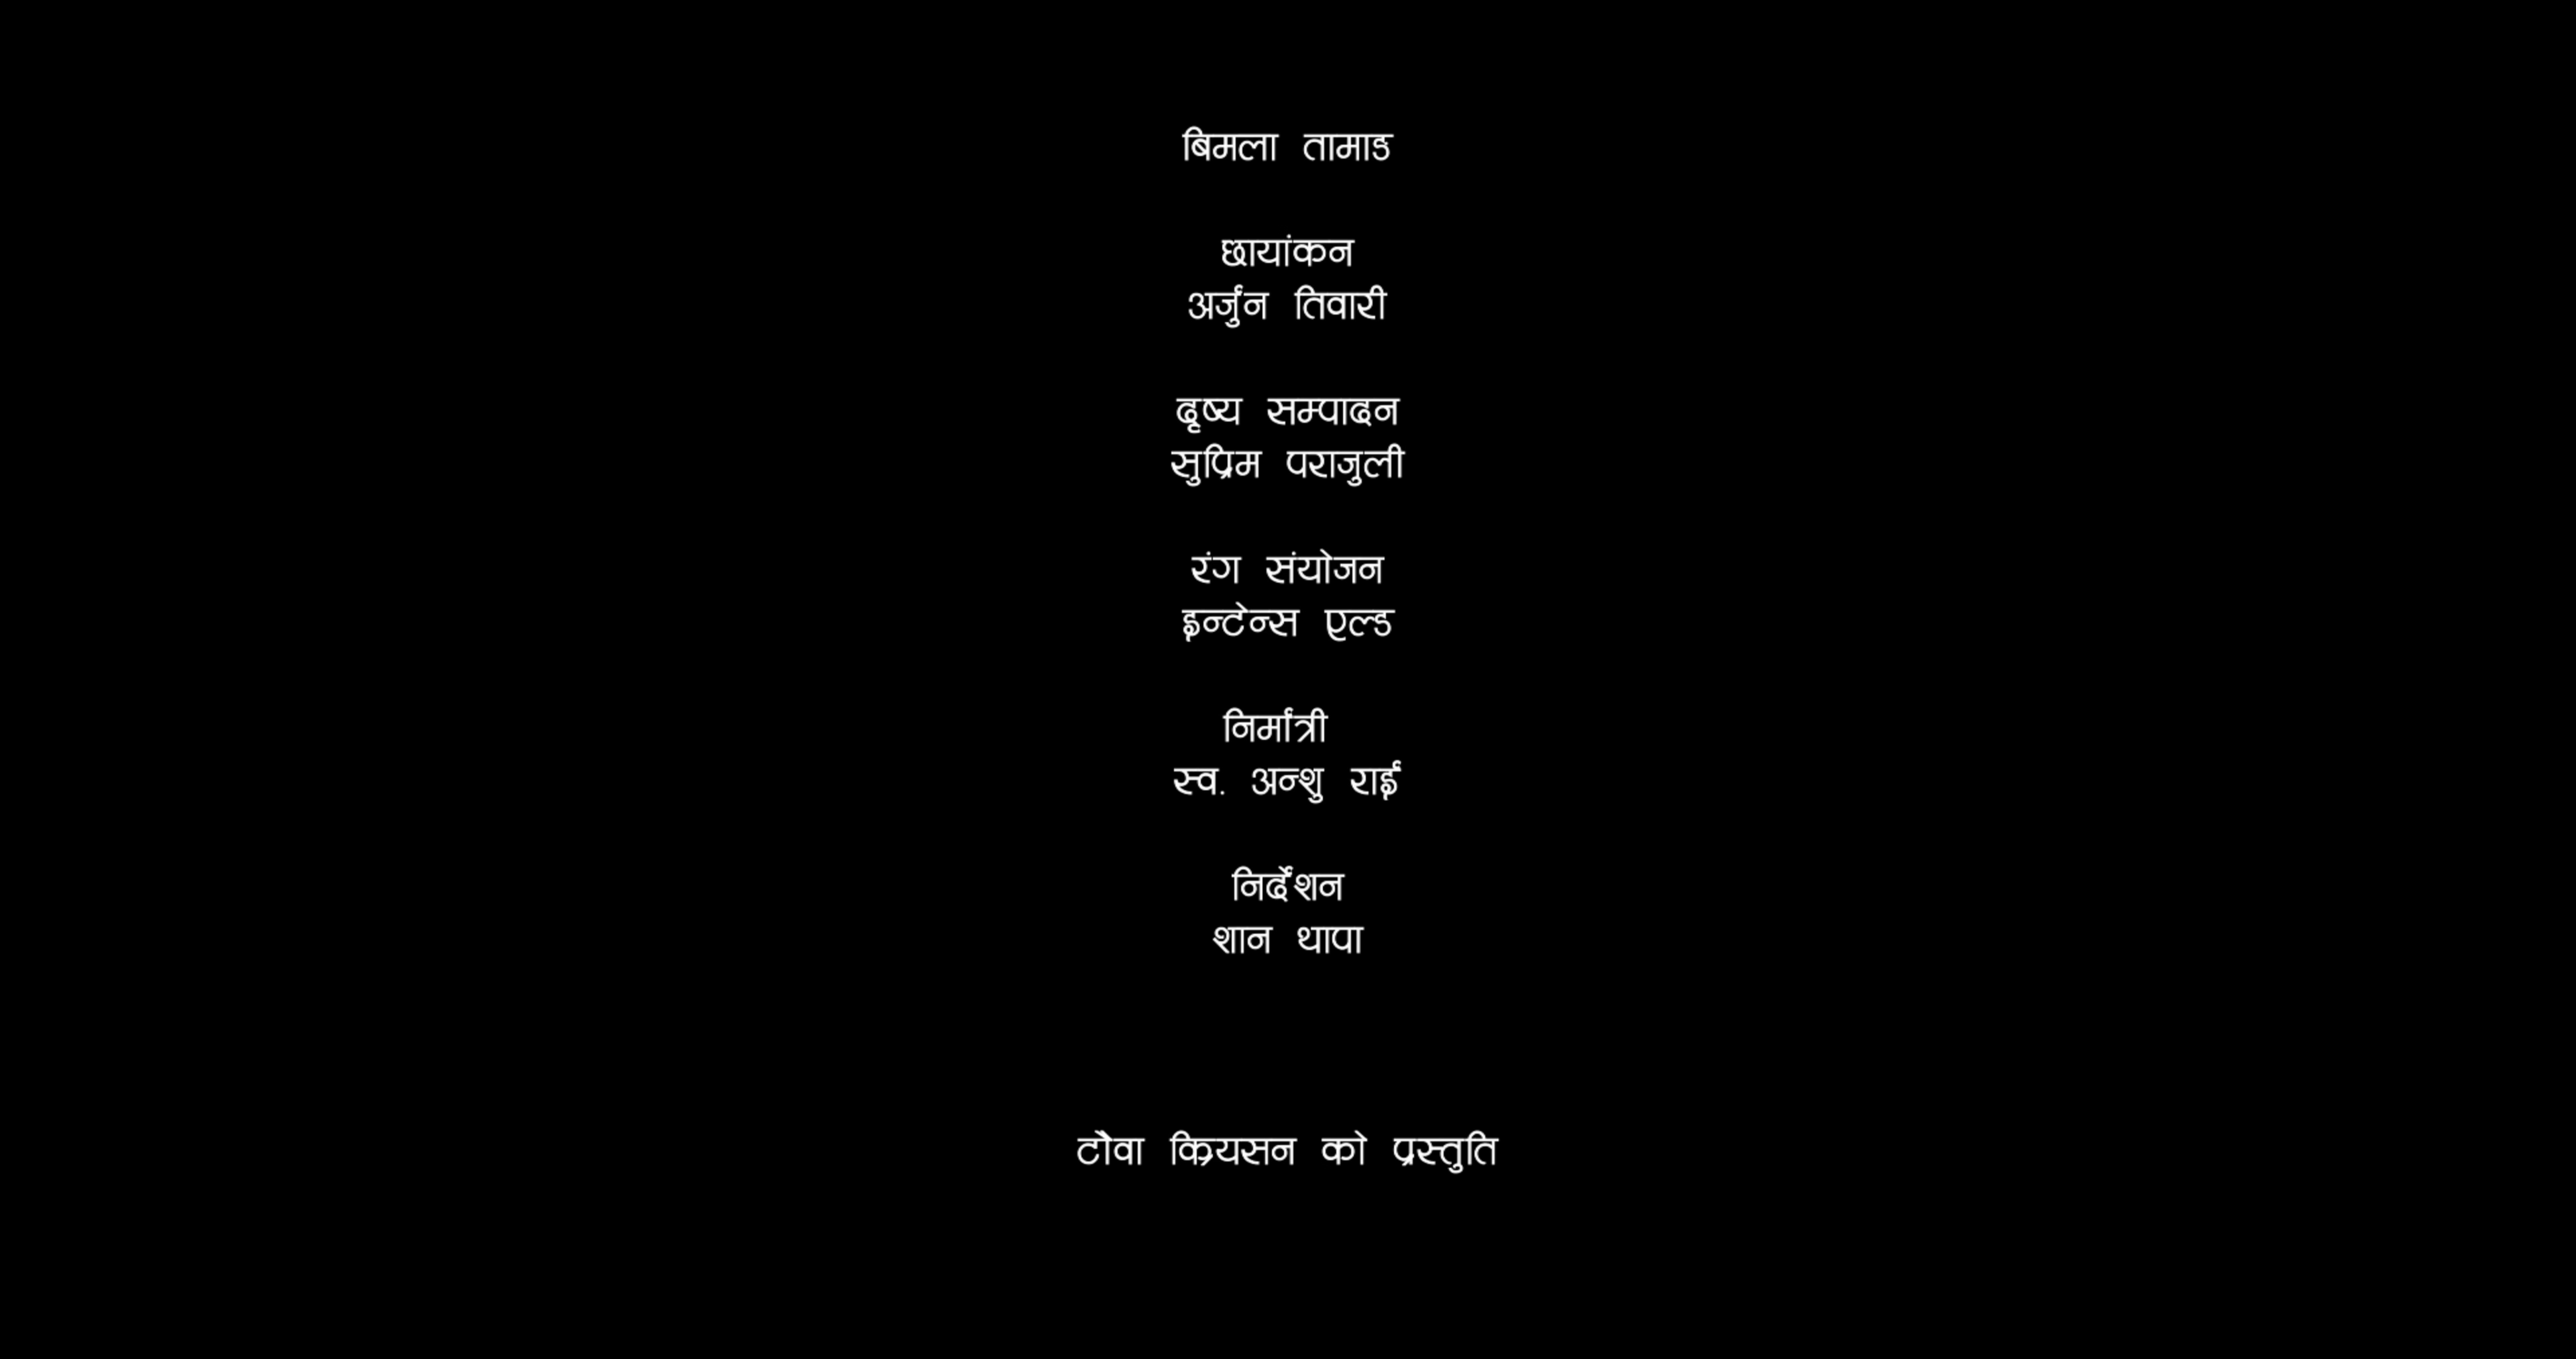 बिमला तामाङ
छायांकन
अर्जुन तिवारी
दृष्य सम्पादन
सुप्रिम पराजुली
रंग संयोजन
इन्टेन्स एल्ड
निर्मात्री
स्व. अन्शु राई
निर्देशन
शान थापा
टौवा क्रियसन को प्रस्तुति